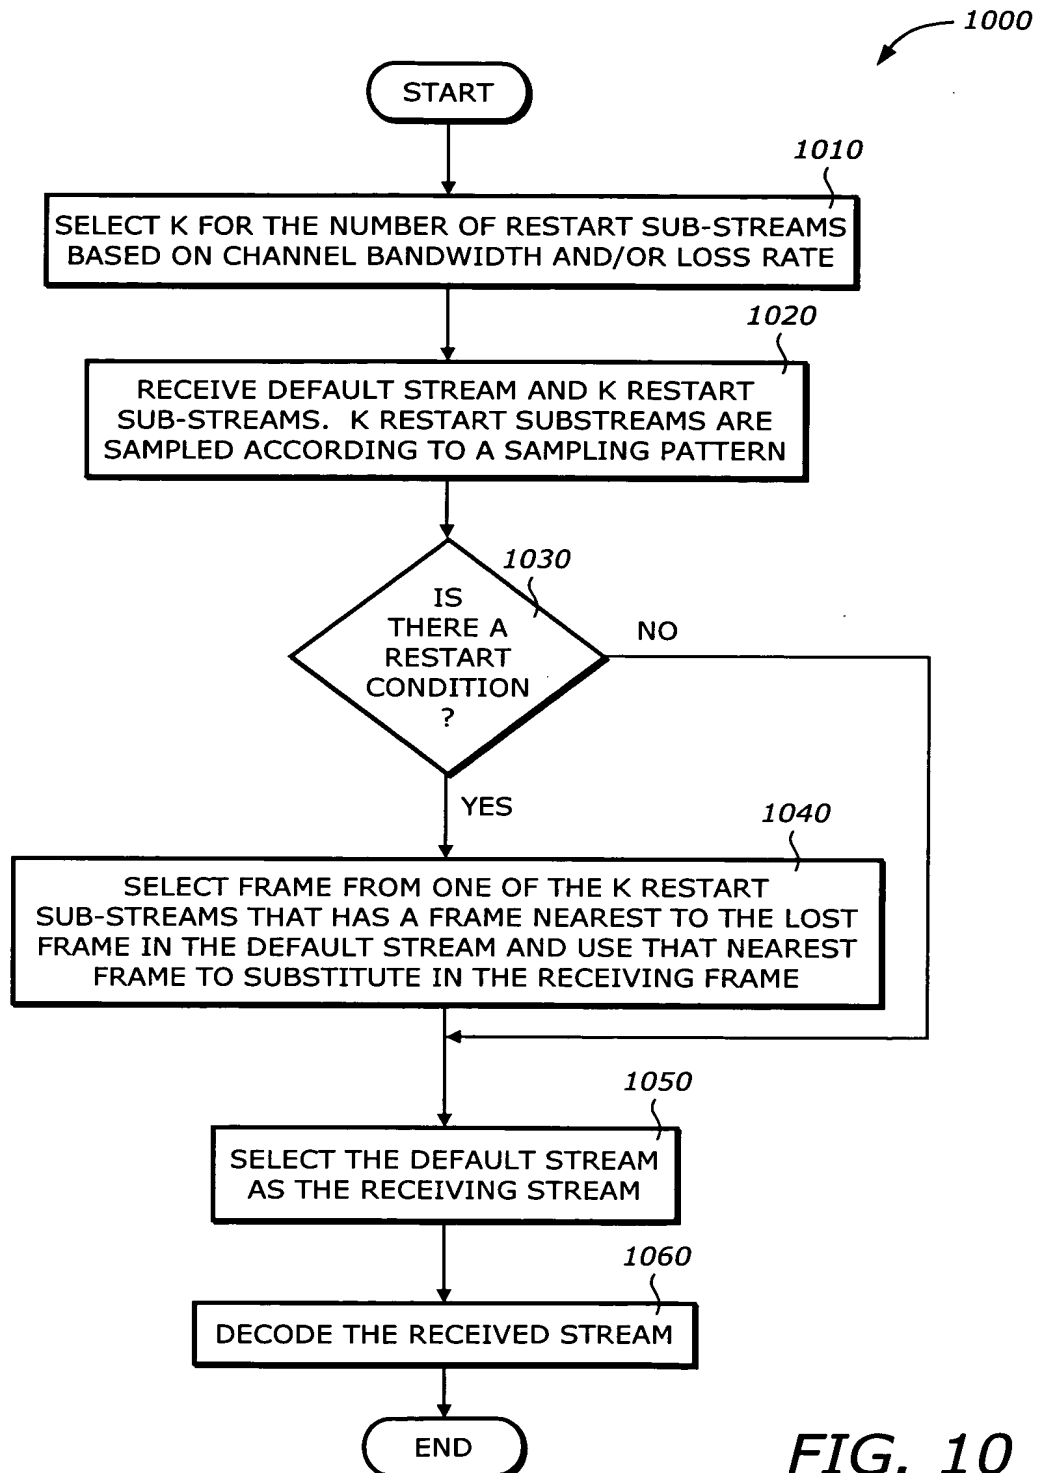 1000
START
1010
SELECT K FOR THE NUMBER OF RESTART SUB-STREAMS
BASED ON CHANNEL BANDWIDTH AND/OR LOSS RATE
1020
RECEIVE DEFAULT STREAM AND K RESTART
SUB-STREAMS. K RESTART SUBSTREAMS ARE
SAMPLED ACCORDING TO A SAMPLING PATTERN
1030
IS
THERE A
RESTART
CONDITION
?
NO
YES
1040
SELECT FRAME FROM ONE OF THE K RESTART
SUB-STREAMS THAT HAS A FRAME NEAREST TO THE LOST
FRAME IN THE DEFAULT STREAM AND USE THAT NEAREST
FRAME TO SUBSTITUTE IN THE RECEIVING FRAME
1050
SELECT THE DEFAULT STREAM
AS THE RECEIVING STREAM
1060
DECODE THE RECEIVED STREAM
END
FIG. 10